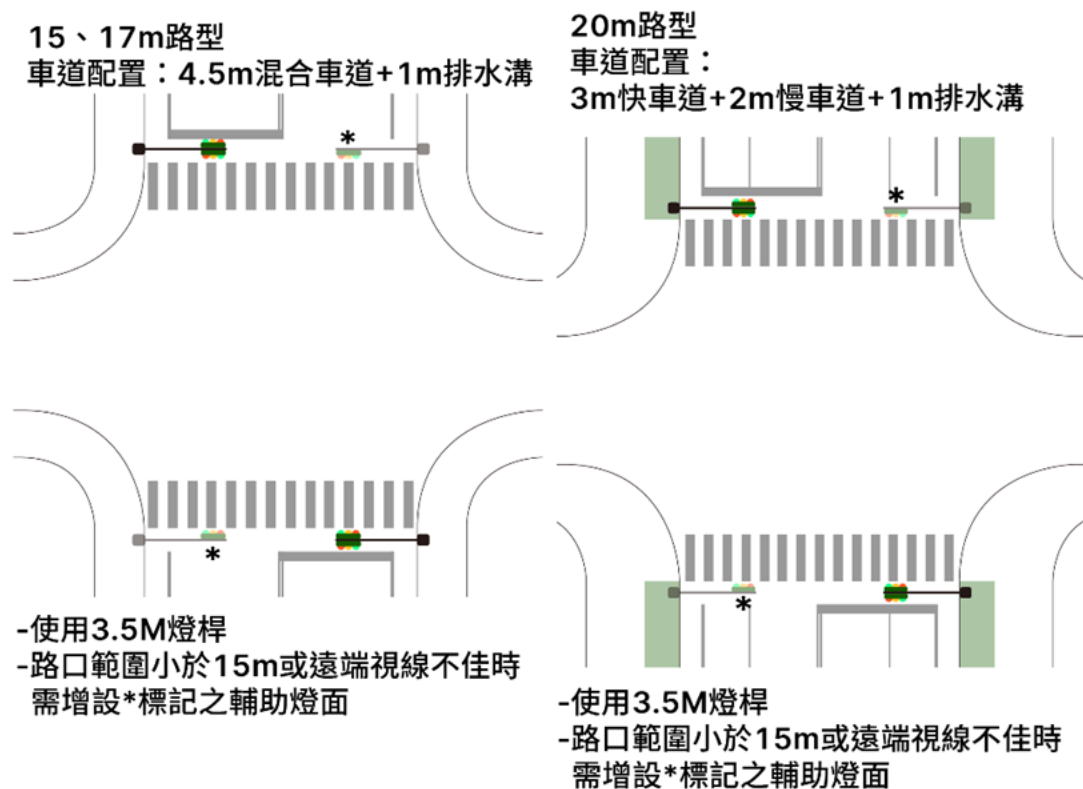 15、17m路型
車道配置：4.5m混合車道+1m排水溝
*
*
-使用3.5M燈桿
-路口範圍小於15m或遠端視線不佳時
需增設*標記之輔助燈面
20m路型
車道配置：
3m快車道+2m慢車道+1m排水溝
*
*
-使用3.5M燈桿
-路口範圍小於15m或遠端視線不佳時
需增設*標記之輔助燈面